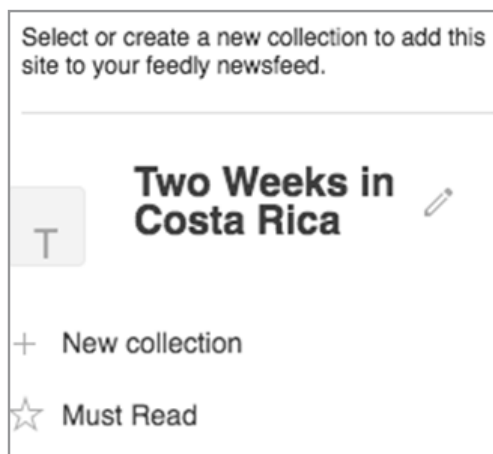 Select or create a new collection to add this
site to your feedly newsfeed.
Two Weeks in
Costa Rica
T
New collection
Must Read